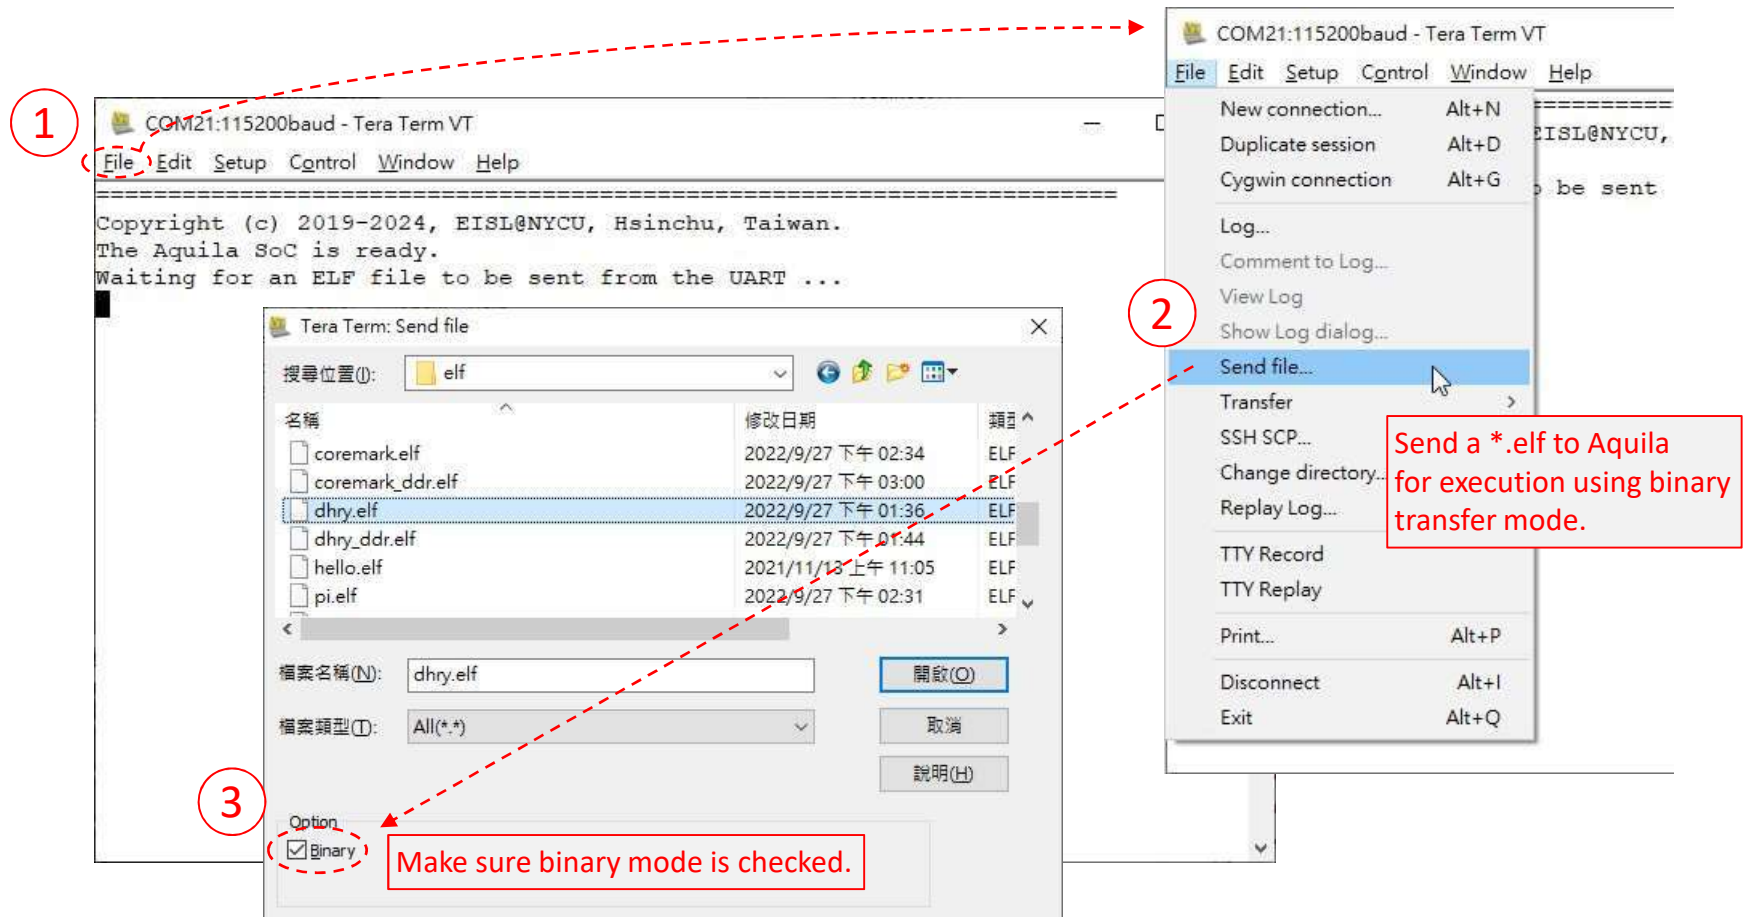 1
COM21:115200baud - Tera Term VT
File Edit Setup Control Window Help
==============================================================================
Copyright (c) 2019-2024, EISL@NYCU, Hsinchu, Taiwan.
The Aquila SoC is ready.
Waiting for an ELF file to be sent from the UART ...
COM21:115200baud - Tera Term VT
File Edit Setup Control Window Help
New connection... Alt+N
Duplicate session Alt+D
Cygwin connection Alt+G
Log...
Comment to Log...
View Log
Show Log dialog...
Send file...
Transfer >
SSH SCP...
Change directory...
Replay Log...
TTY Record
TTY Replay
Print... Alt+P
Disconnect Alt+I
Exit Alt+Q
============
EISL@NYCU,
be sent
2
Send a *.elf to Aquila
for execution using binary
transfer mode.
Tera Term: Send file
搜尋位置(I): elf
名稱 修改日期 類型
coremark.elf 2022/9/27 下午 02:34 ELF
coremark_ddr.elf 2022/9/27 下午 03:00 ELF
dhry.elf 2022/9/27 下午 01:36 ELF
dhry_ddr.elf 2022/9/27 下午 01:44 ELF
hello.elf 2021/11/13 上午 11:05 ELF
pi.elf 2022/9/27 下午 02:31 ELF
檔案名稱(N): dhry.elf 開啟(O)
檔案類型(T): All(*.*) 取消
說明(H)
3
Option
Binary
Make sure binary mode is checked.